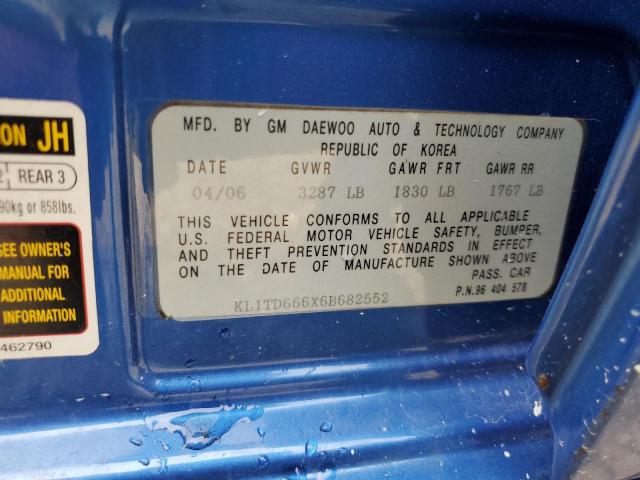 ON JH
2 REAR 3
90kg or 858lbs.
SEE OWNER'S
MANUAL FOR
ADDITIONAL
INFORMATION
462790
MFD. BY GM DAEWOO AUTO & TECHNOLOGY COMPANY
REPUBLIC OF KOREA
DATE GVWR GAWR FRT GAWR RR
04/06 3287 LB 1830 LB 1767 LB
THIS VEHICLE CONFORMS TO ALL APPLICABLE
U.S. FEDERAL MOTOR VEHICLE SAFETY, BUMPER,
AND THEFT PREVENTION STANDARDS IN EFFECT
ON THE DATE OF MANUFACTURE SHOWN ABOVE
PASS. CAR
KL1TD666X6B682552
P.N.96 404 578